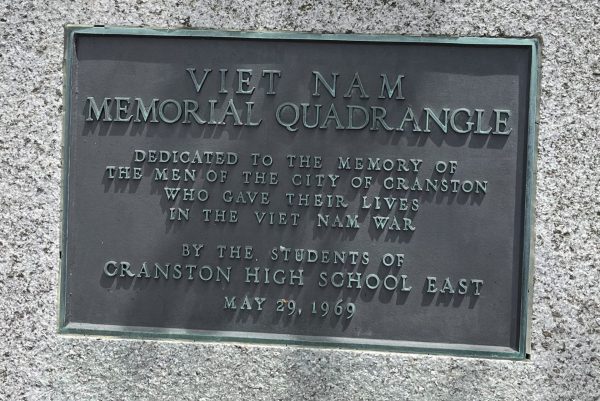 VIET NAM
MEMORIAL QUADRANGLE
DEDICATED TO THE MEMORY OF
THE MEN OF THE CITY OF CRANSTON
WHO GAVE THEIR LIVES
IN THE VIET NAM WAR
BY THE STUDENTS OF
CRANSTON HIGH SCHOOL EAST
MAY 29, 1969